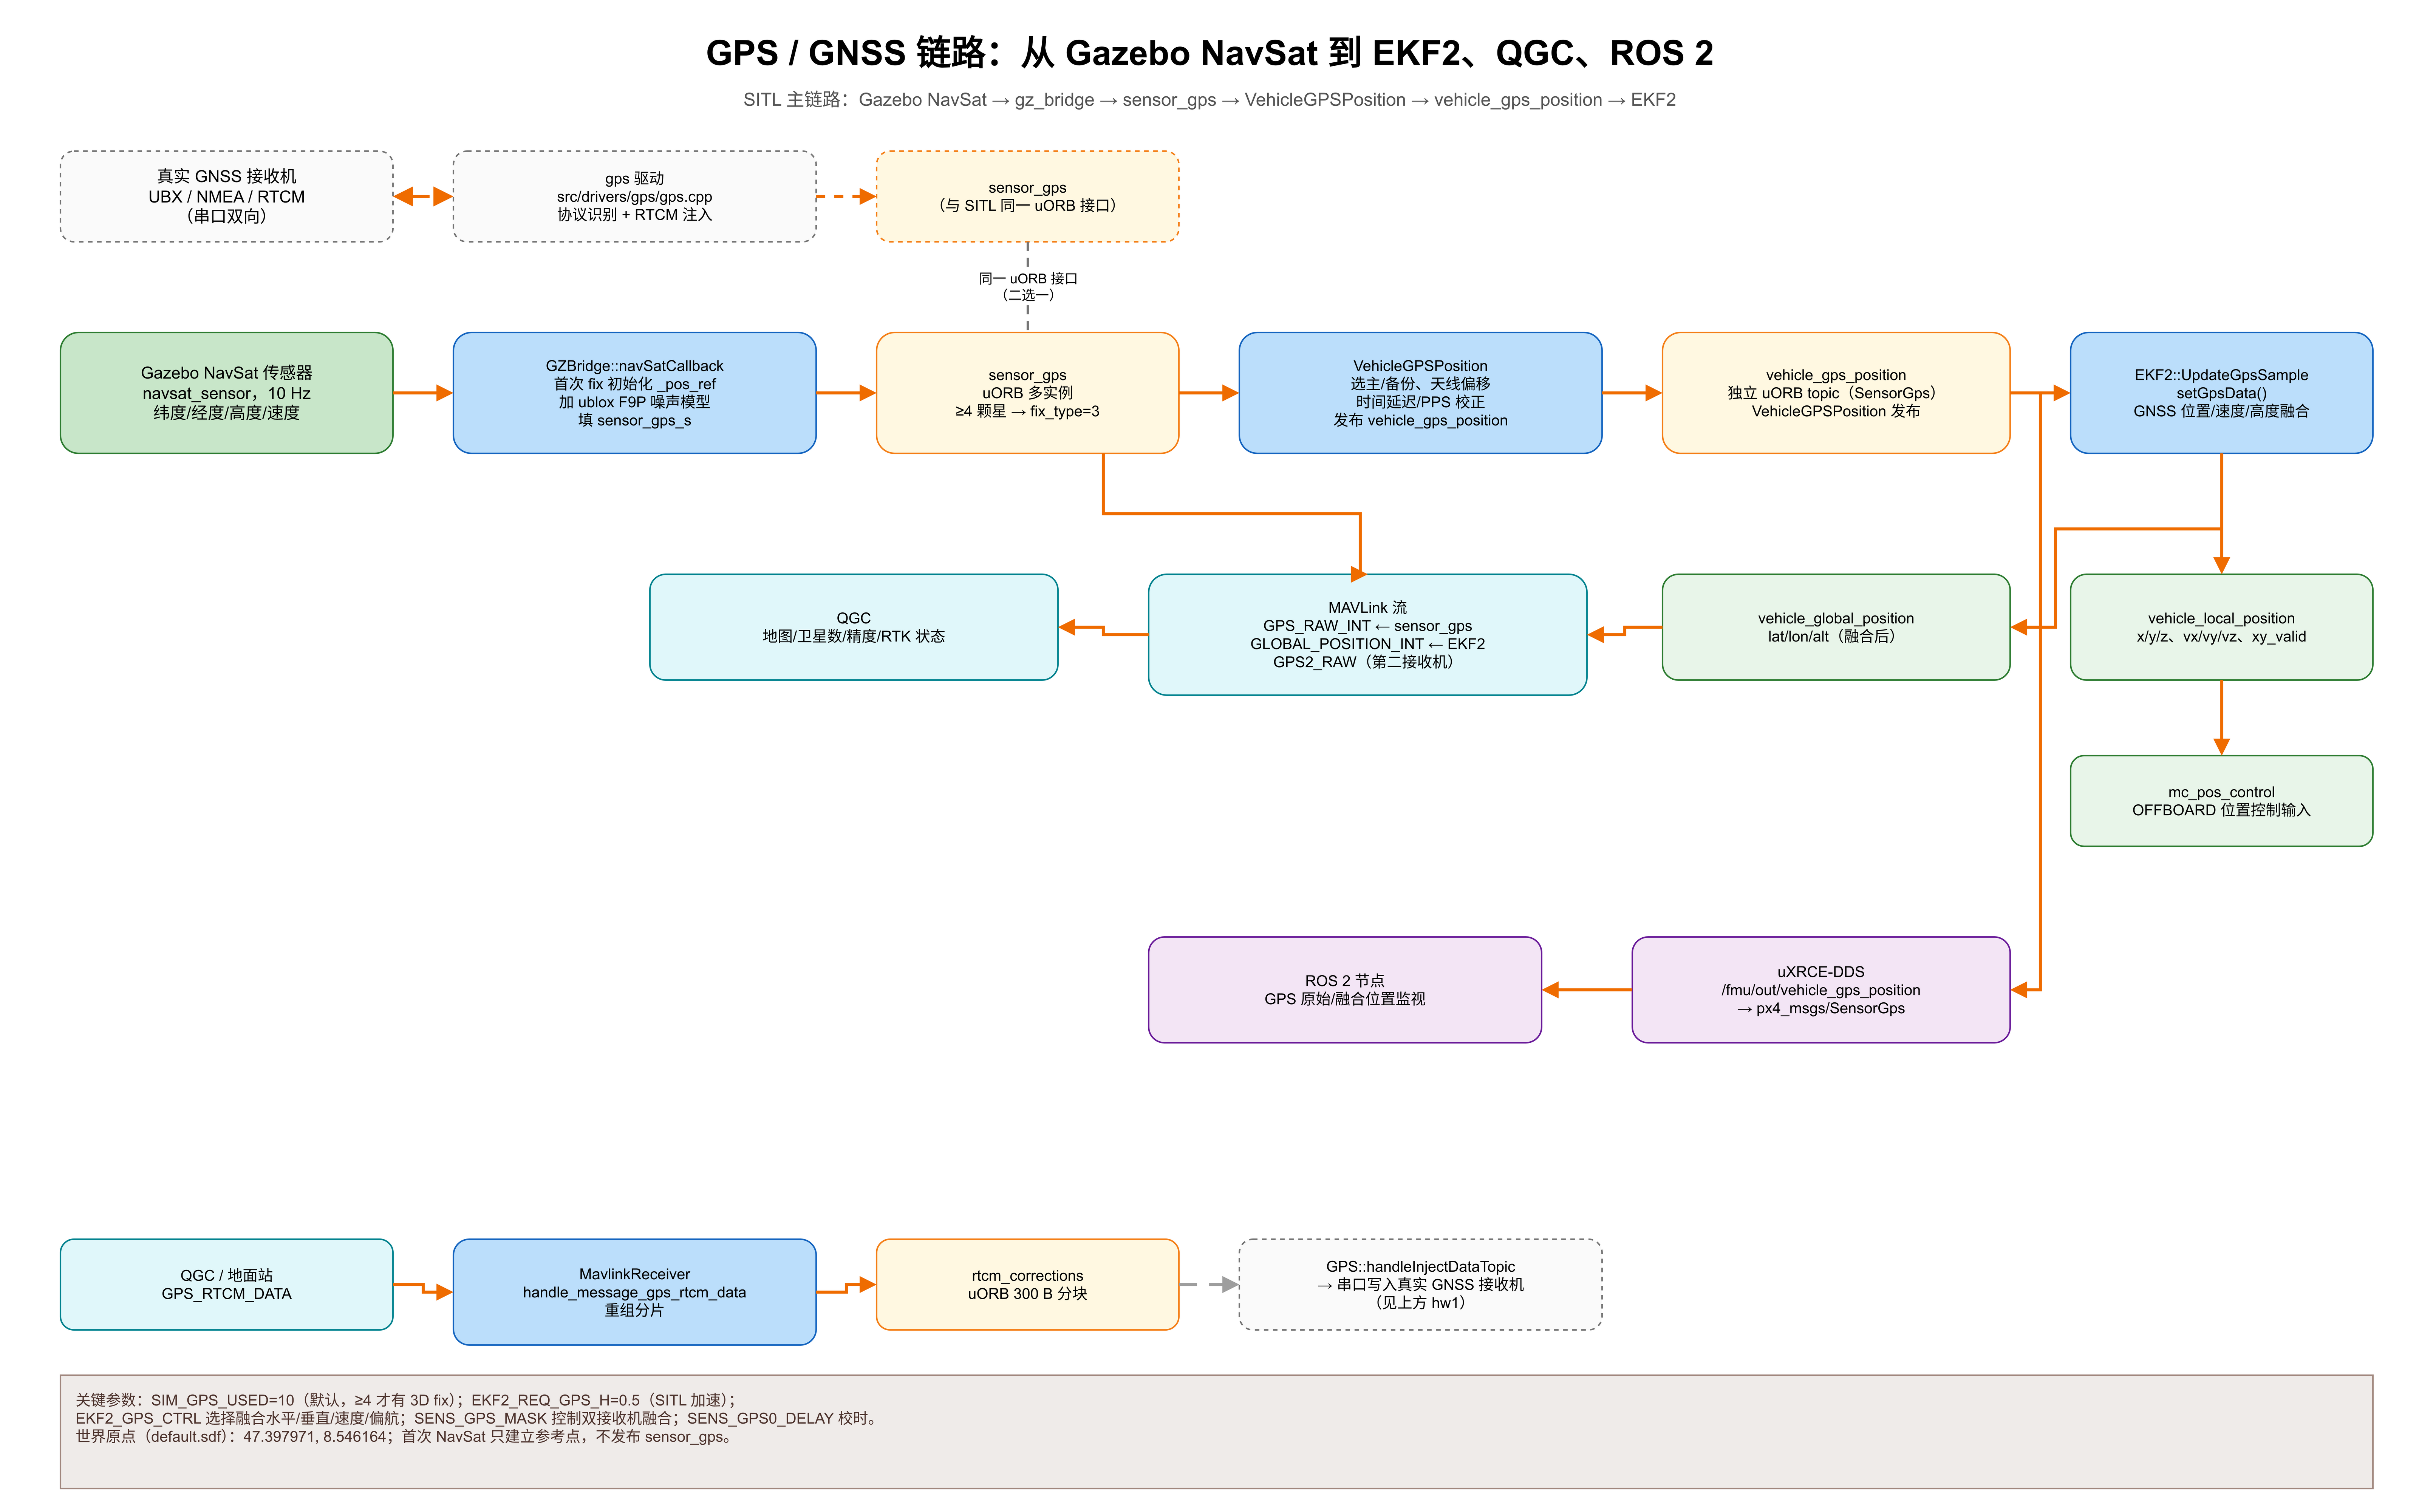 GPS / GNSS 链路：从 Gazebo NavSat 到 EKF2、QGC、ROS 2
SITL 主链路：Gazebo NavSat → gz_bridge → sensor_gps → VehicleGPSPosition → vehicle_gps_position → EKF2
真实 GNSS 接收机
UBX / NMEA / RTCM
（串口双向）
gps 驱动
src/drivers/gps/gps.cpp
协议识别 + RTCM 注入
sensor_gps
（与 SITL 同一 uORB 接口）
同一 uORB 接口
（二选一）
Gazebo NavSat 传感器
navsat_sensor，10 Hz
纬度/经度/高度/速度
GZBridge::navSatCallback
首次 fix 初始化 _pos_ref
加 ublox F9P 噪声模型
填 sensor_gps_s
sensor_gps
uORB 多实例
≥4 颗星 → fix_type=3
VehicleGPSPosition
选主/备份、天线偏移
时间延迟/PPS 校正
发布 vehicle_gps_position
vehicle_gps_position
独立 uORB topic（SensorGps）
VehicleGPSPosition 发布
EKF2::UpdateGpsSample
setGpsData()
GNSS 位置/速度/高度融合
QGC
地图/卫星数/精度/RTK 状态
MAVLink 流
GPS_RAW_INT ← sensor_gps
GLOBAL_POSITION_INT ← EKF2
GPS2_RAW（第二接收机）
vehicle_global_position
lat/lon/alt（融合后）
vehicle_local_position
x/y/z、vx/vy/vz、xy_valid
mc_pos_control
OFFBOARD 位置控制输入
ROS 2 节点
GPS 原始/融合位置监视
uXRCE-DDS
/fmu/out/vehicle_gps_position
→ px4_msgs/SensorGps
QGC / 地面站
GPS_RTCM_DATA
MavlinkReceiver
handle_message_gps_rtcm_data
重组分片
rtcm_corrections
uORB 300 B 分块
GPS::handleInjectDataTopic
→ 串口写入真实 GNSS 接收机
（见上方 hw1）
关键参数：SIM_GPS_USED=10（默认，≥4 才有 3D fix）；EKF2_REQ_GPS_H=0.5（SITL 加速）；
EKF2_GPS_CTRL 选择融合水平/垂直/速度/偏航；SENS_GPS_MASK 控制双接收机融合；SENS_GPS0_DELAY 校时。
世界原点（default.sdf）：47.397971, 8.546164；首次 NavSat 只建立参考点，不发布 sensor_gps。